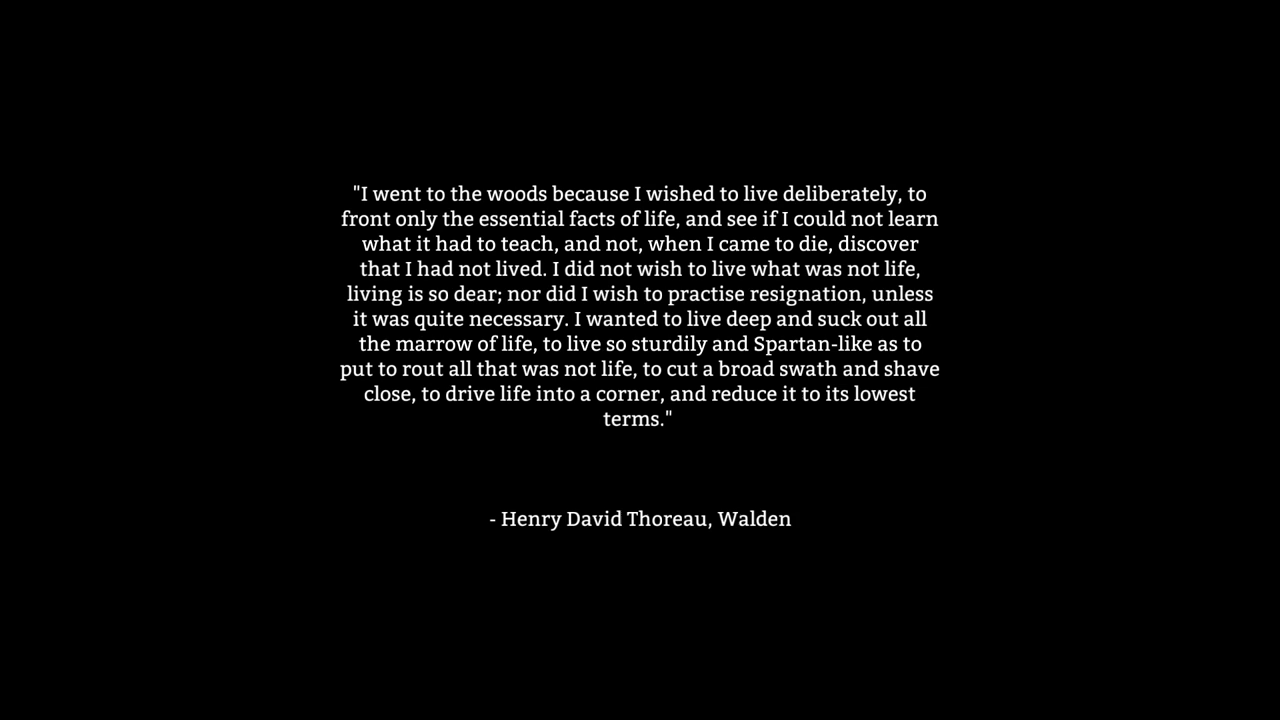 "I went to the woods because I wished to live deliberately, to
front only the essential facts of life, and see if I could not learn
what it had to teach, and not, when I came to die, discover
that I had not lived. I did not wish to live what was not life,
living is so dear; nor did I wish to practise resignation, unless
it was quite necessary. I wanted to live deep and suck out all
the marrow of life, to live so sturdily and Spartan-like as to
put to rout all that was not life, to cut a broad swath and shave
close, to drive life into a corner, and reduce it to its lowest
terms."
- Henry David Thoreau, Walden